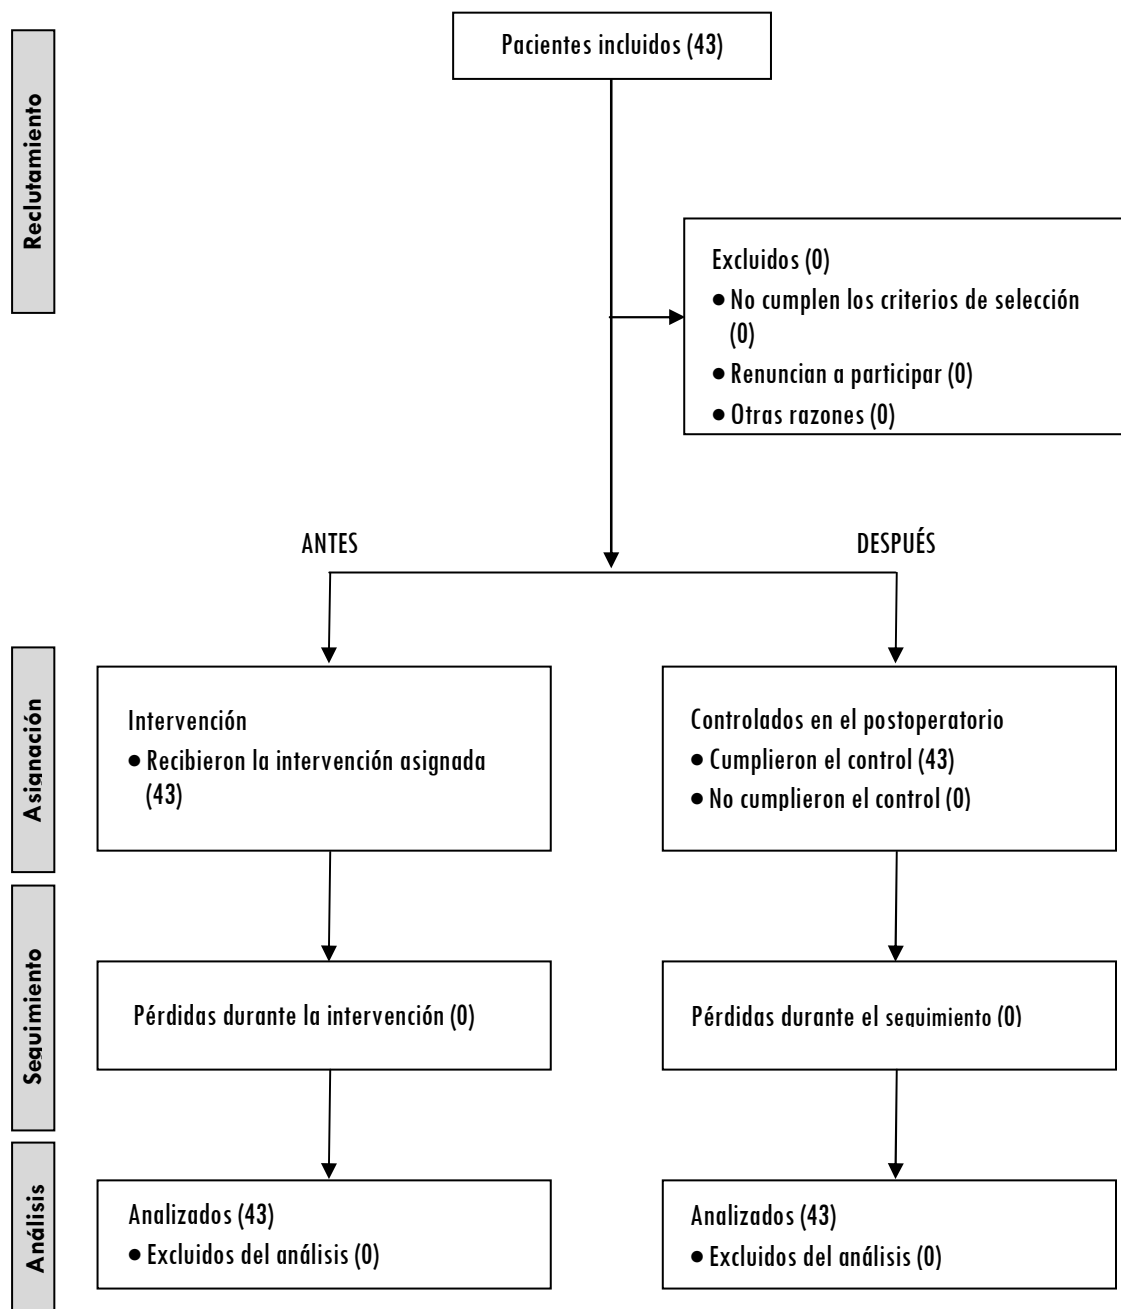 Reclutamiento
Pacientes incluidos (43)
Excluidos (0)
• No cumplen los criterios de selección
(0)
• Renuncian a participar (0)
• Otras razones (0)
ANTES
DESPUÉS
Asianación
Intervención
• Recibieron la intervención asignada
(43)
Controlados en el postoperatorio
• Cumplieron el control (43)
• No cumplieron el control (0)
Sequimiento
Pérdidas durante la intervención (0)
Pérdidas durante el sequimiento (0)
Análisis
Analizados (43)
• Excluidos del análisis (0)
Analizados (43)
• Excluidos del análisis (0)